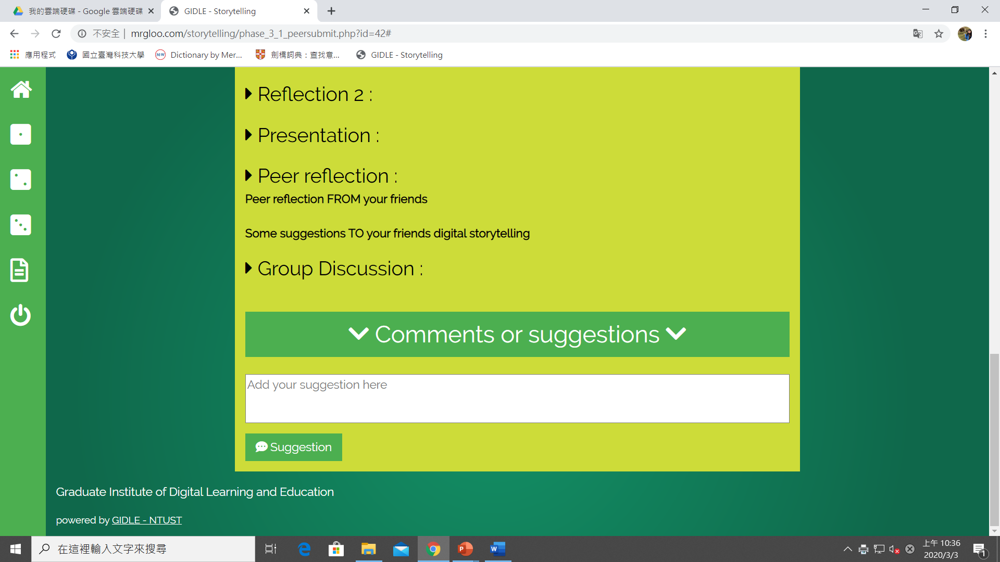 我的雲端硬碟 - Google 雲端硬碟
GIDLE - Storytelling
不安全 | mrgloo.com/storytelling/phase_3_1_peersubmit.php?id=42#
應用程式
國立臺灣科技大學
M-W
Dictionary by Mer...
劍橋詞典：查找意...
GIDLE - Storytelling
Reflection 2 :
Presentation :
Peer reflection :
Peer reflection FROM your friends
Some suggestions TO your friends digital storytelling
Group Discussion :
Comments or suggestions
Add your suggestion here
Suggestion
Graduate Institute of Digital Learning and Education
powered by GIDLE - NTUST
在這裡輸入文字來搜尋
上午 10:36
2020/3/3
1